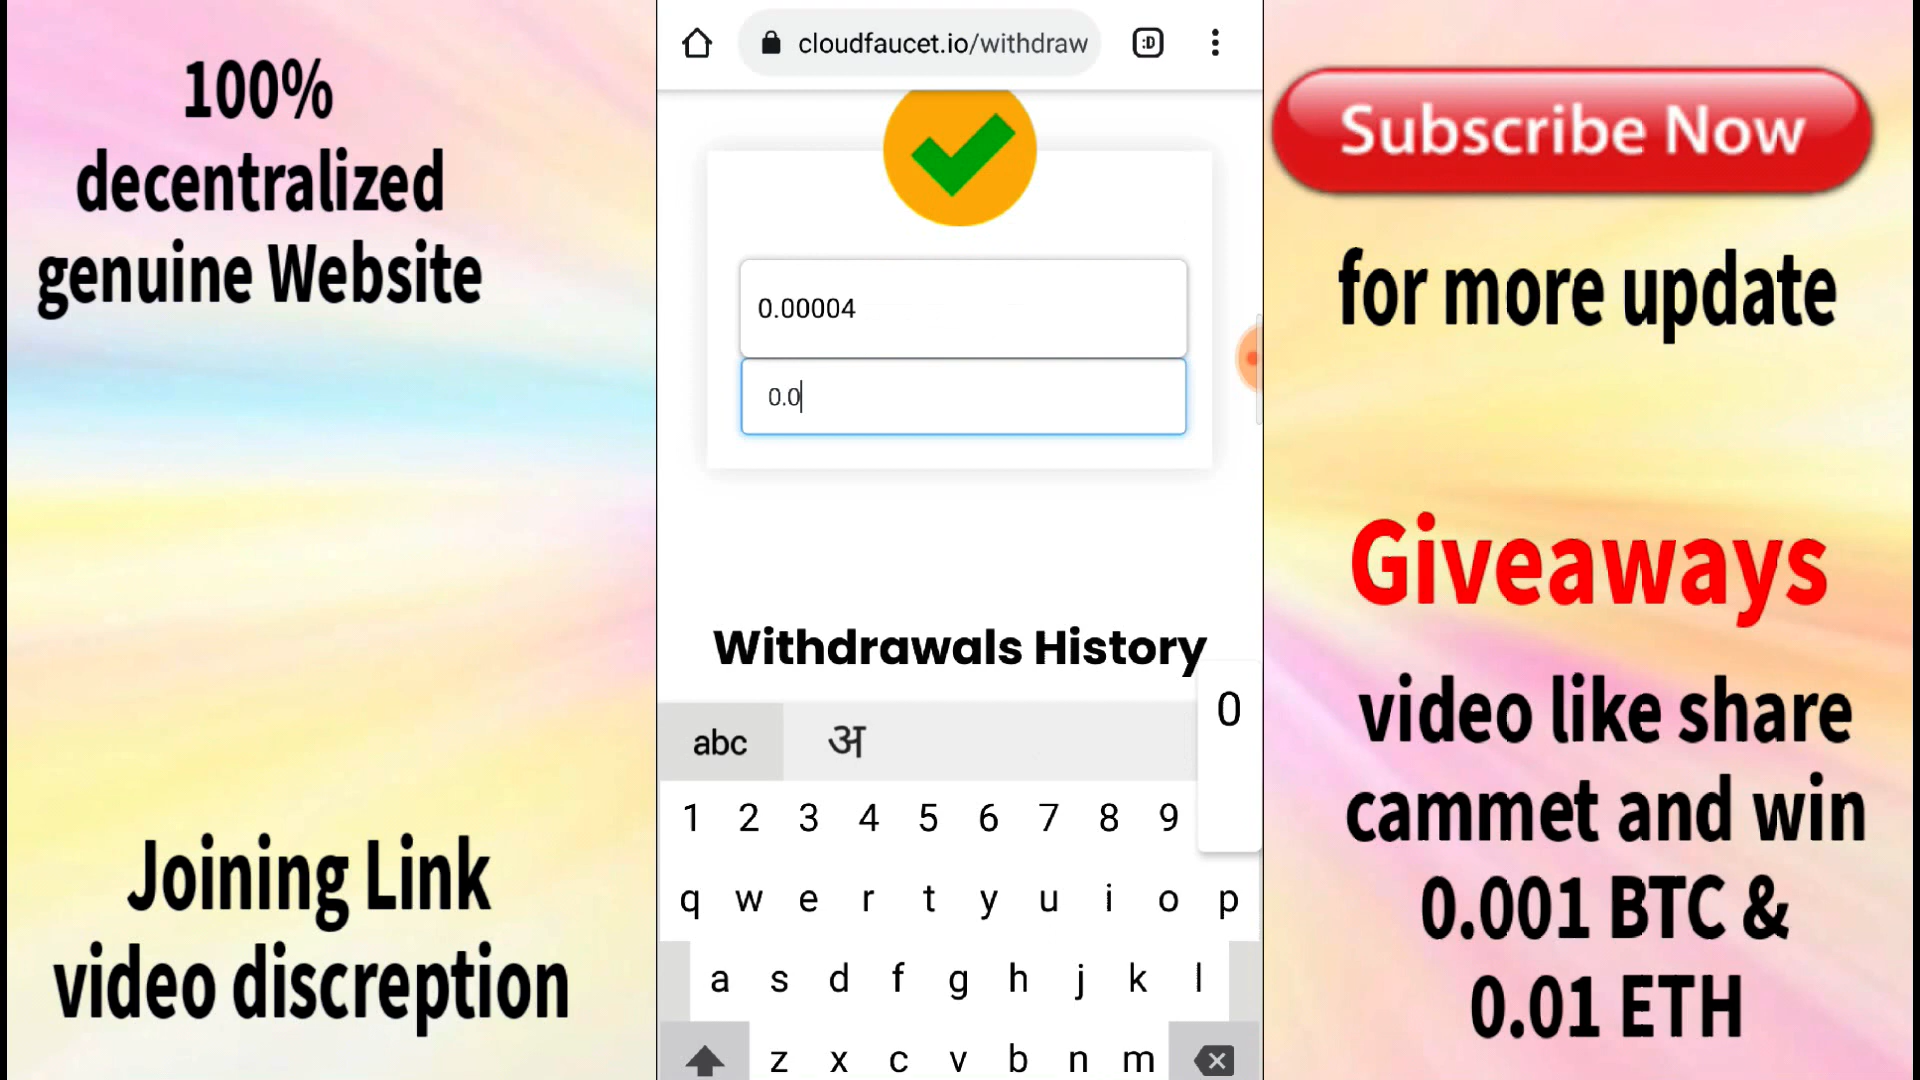 100%
decentralized
genuine Website
Joining Link
video discreption
cloudfaucet.io/withdraw
:D
0.00004
0.0
Withdrawals History
0
abc अ
1 2 3 4 5 6 7 8 9
q w e r t y u i o p
a s d f g h j k l
z x c v b n m
Subscribe Now
for more update
Giveaways
video like share
cammet and win
0.001 BTC &
0.01 ETH